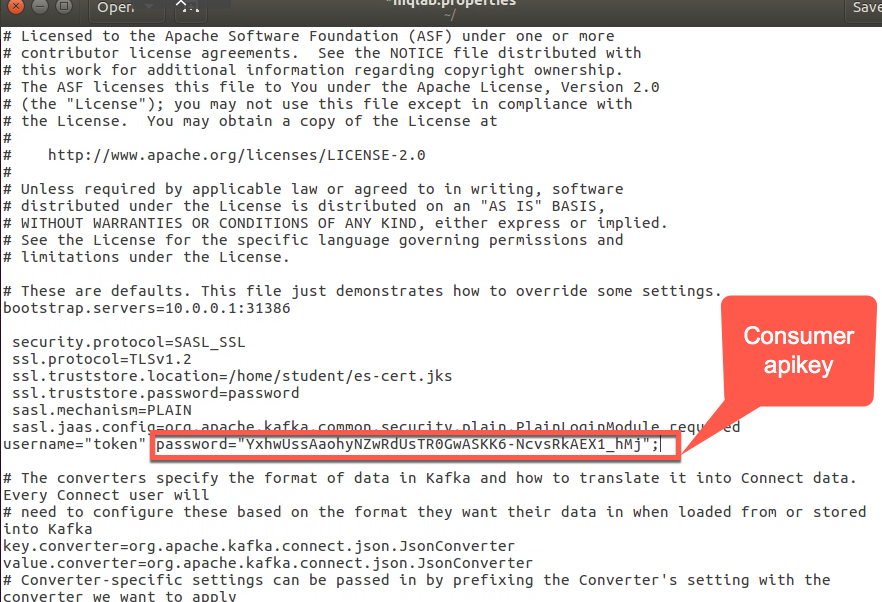 Open
*mqlab.properties
~/
Save
# Licensed to the Apache Software Foundation (ASF) under one or more
# contributor license agreements.  See the NOTICE file distributed with
# this work for additional information regarding copyright ownership.
# The ASF licenses this file to You under the Apache License, Version 2.0
# (the "License"); you may not use this file except in compliance with
# the License.  You may obtain a copy of the License at
#
#    http://www.apache.org/licenses/LICENSE-2.0
#
# Unless required by applicable law or agreed to in writing, software
# distributed under the License is distributed on an "AS IS" BASIS,
# WITHOUT WARRANTIES OR CONDITIONS OF ANY KIND, either express or implied.
# See the License for the specific language governing permissions and
# limitations under the License.
# These are defaults. This file just demonstrates how to override some settings.
bootstrap.servers=10.0.0.1:31386
security.protocol=SASL_SSL
ssl.protocol=TLSv1.2
ssl.truststore.location=/home/student/es-cert.jks
ssl.truststore.password=password
sasl.mechanism=PLAIN
sasl.jaas.config=org.apache.kafka.common.security.plain.PlainLoginModule required
username="token" password="YxhwUssAaohyNZwRdUsTR0GwASKK6-NcvsRkAEX1_hMj";
Consumer
apikey
# The converters specify the format of data in Kafka and how to translate it into Connect data.
Every Connect user will
# need to configure these based on the format they want their data in when loaded from or stored
into Kafka
key.converter=org.apache.kafka.connect.json.JsonConverter
value.converter=org.apache.kafka.connect.json.JsonConverter
# Converter-specific settings can be passed in by prefixing the Converter's setting with the
converter we want to apply